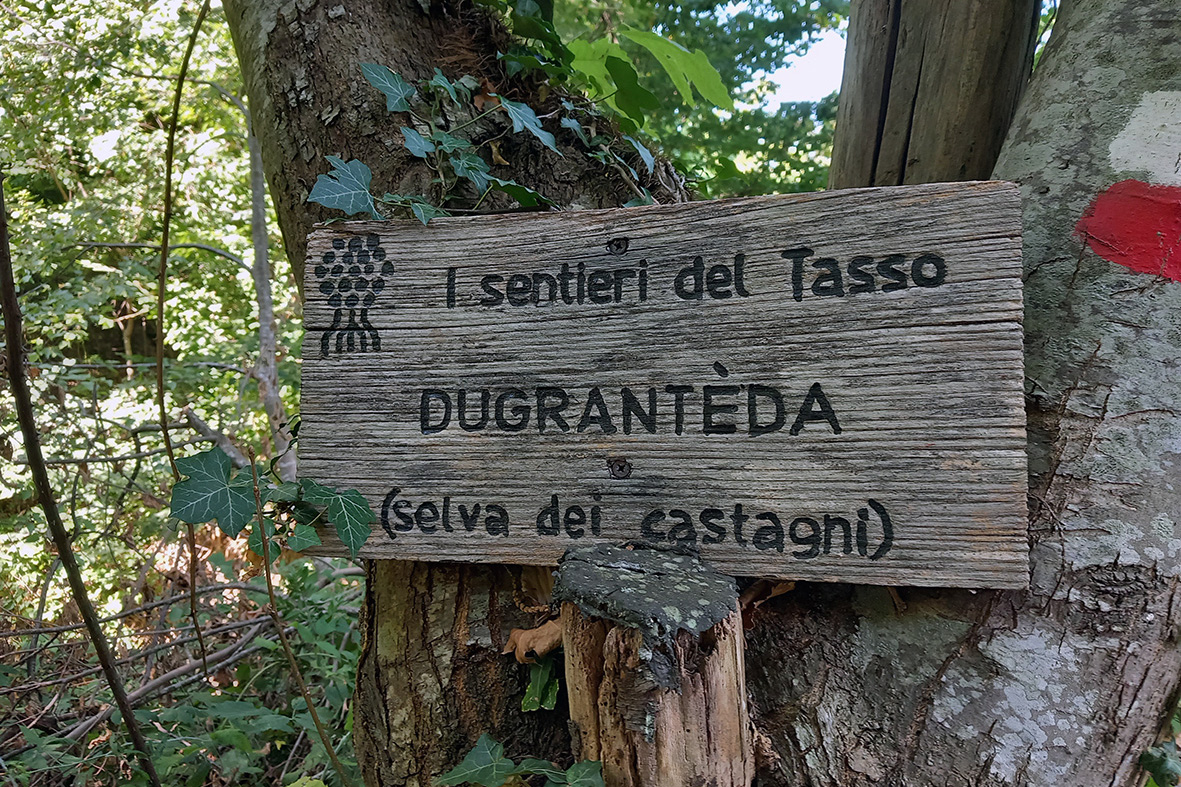 I sentieri del Tasso
DUGRANTÈDA
(selva dei castagni)